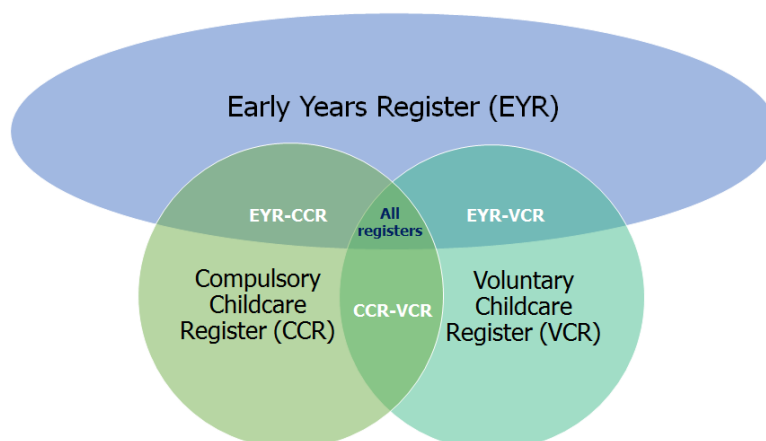 Early Years Register (EYR)
EYR-CCR
All
registers
EYR-VCR
Compulsory
Childcare
Register (CCR)
CCR-VCR
Voluntary
Childcare
Register (VCR)